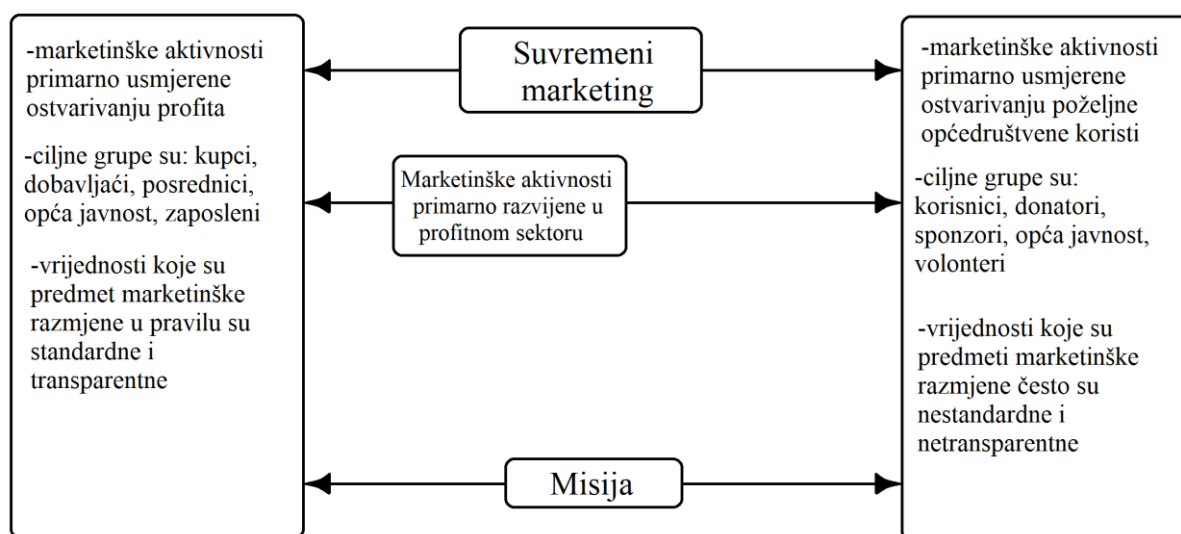 -marketinške aktivnosti
primarno usmjerene
ostvarivanju profita
-ciljne grupe su: kupci,
dobavljaći, posrednici,
opća javnost, zaposleni
-vrijednosti koje su
predmet marketinške
razmjene u pravilu su
standardne i
transparentne
Suvremeni
marketing
Marketinške aktivnosti
primarno razvijene u
profitnom sektoru
Misija
-marketinške aktivnosti
primarno usmjerene
ostvarivanju poželjne
općedruštvene koristi
-ciljne grupe su:
korisnici, donatori,
sponzori, opća javnost,
volonteri
-vrijednosti koje su
predmeti marketinške
razmjene često su
nestandardne i
netransparentne